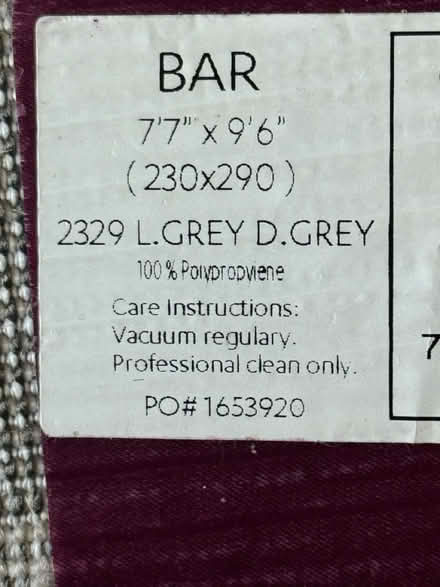 BAR
7'7" x 9'6"
(230x290 )
2329 L.GREY D.GREY
100 % Polypropylene
Care Instructions:
Vacuum regulary.
Professional clean only.
PO# 1653920
7